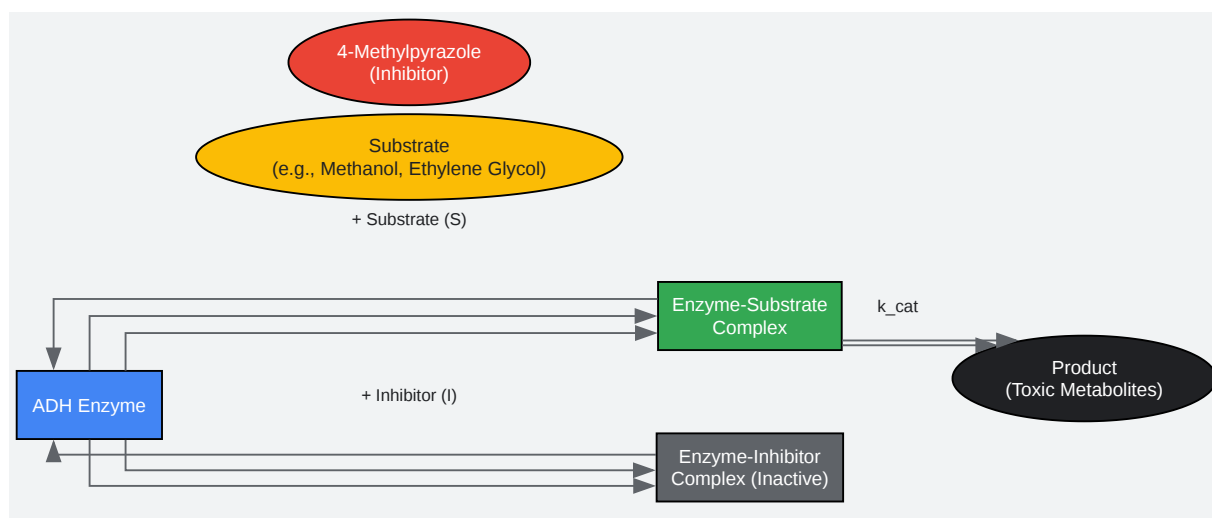 4-Methylpyrazole
(Inhibitor)
Substrate
(e.g., Methanol, Ethylene Glycol)
+ Substrate (S)
Enzyme-Substrate
Complex
k_cat
Product
(Toxic Metabolites)
ADH Enzyme
+ Inhibitor (I)
Enzyme-Inhibitor
Complex (Inactive)